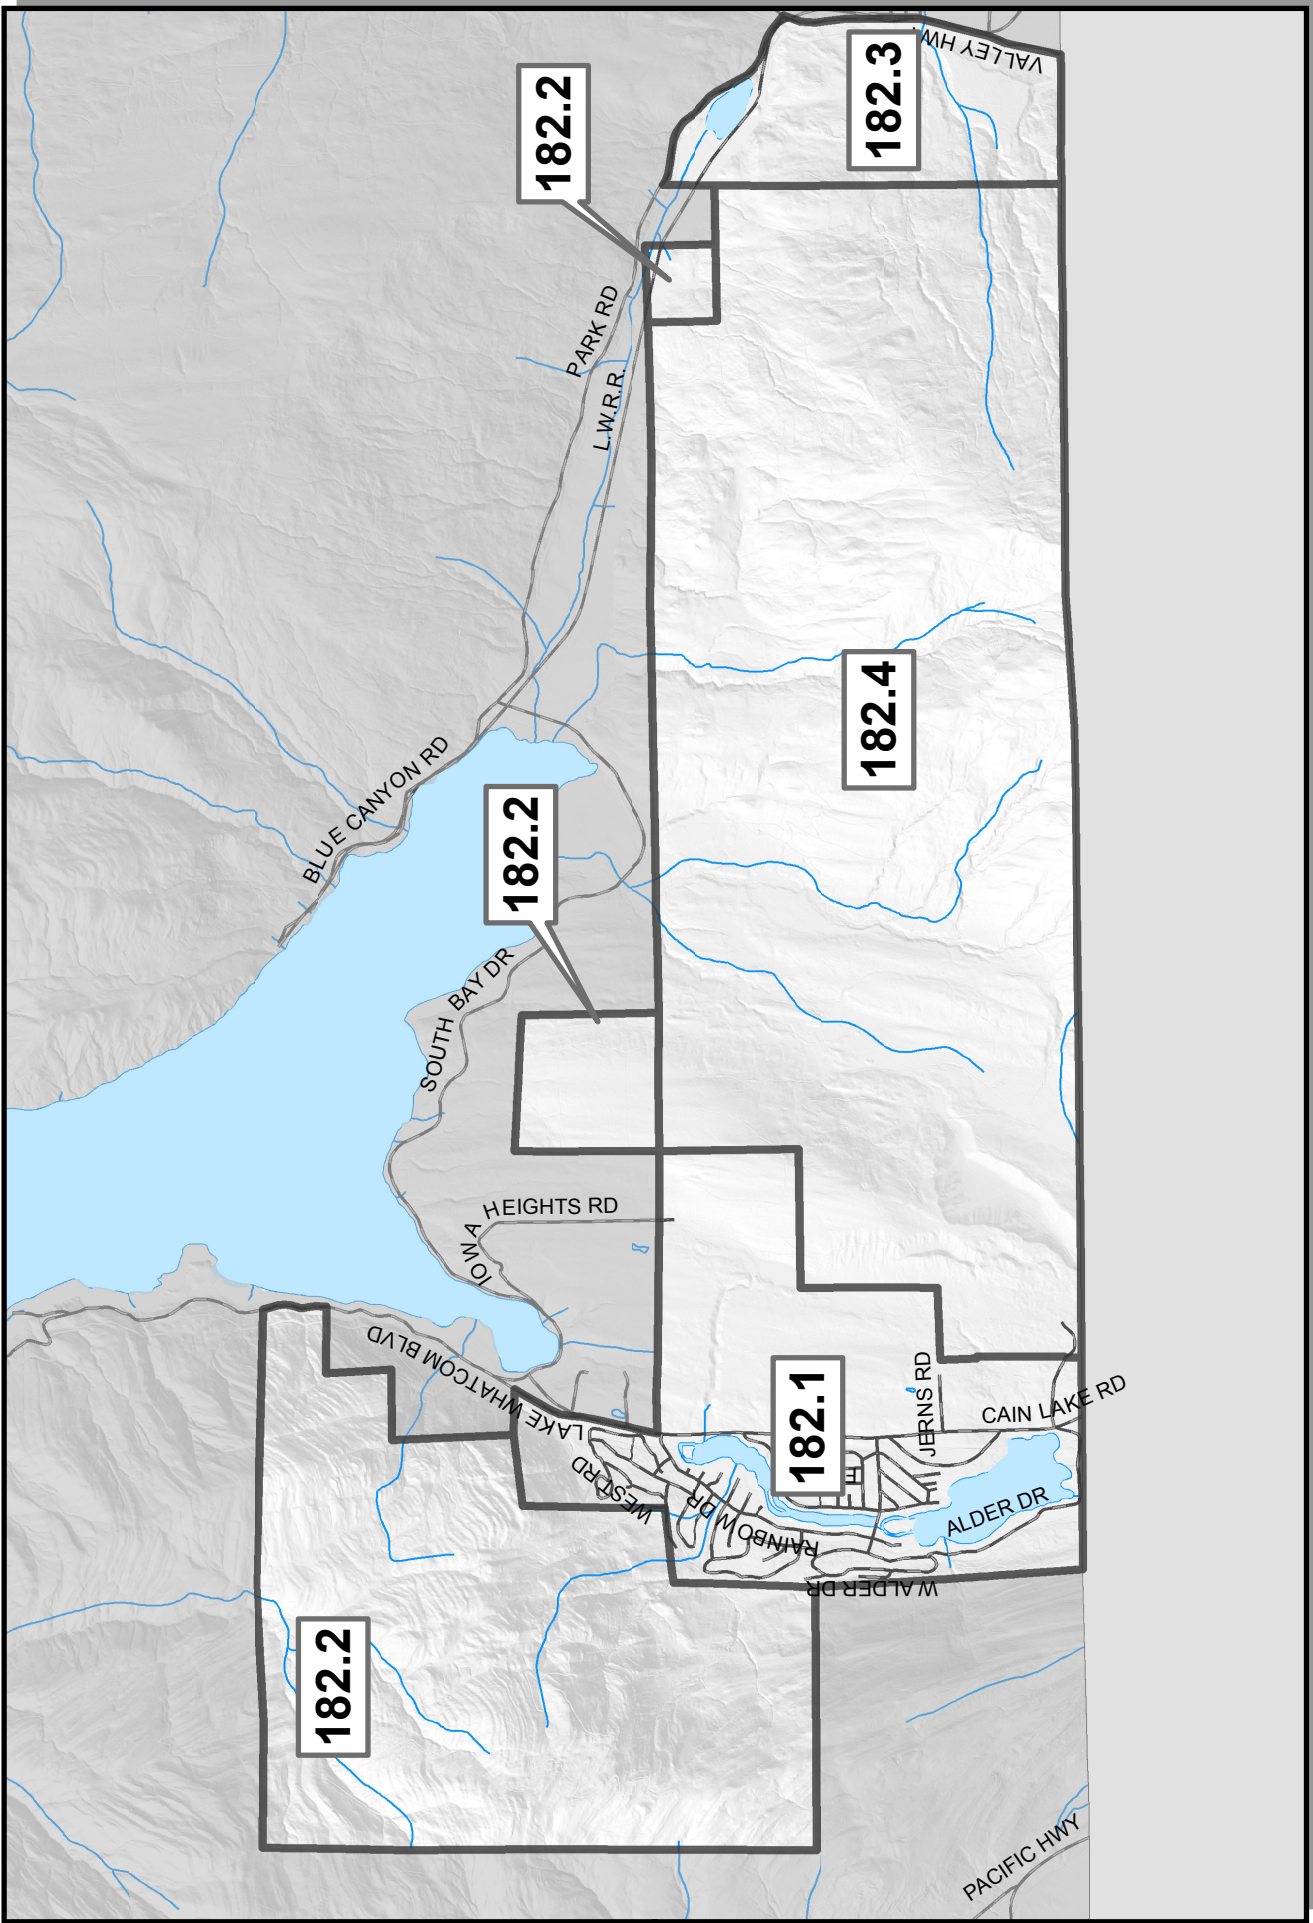 182.2
182.3
VALLEY HW
PARK RD
L.W.R.R.
BLUE CANYON RD
182.4
182.2
SOUTH BAY DR
IOWA HEIGHTS RD
LAKE WHATCOM BLVD
182.1
JERNS RD
CAIN LAKE RD
WEST RD
RAINBOW DR
ALDER DR
W ALDER DR
182.2
PACIFIC HWY